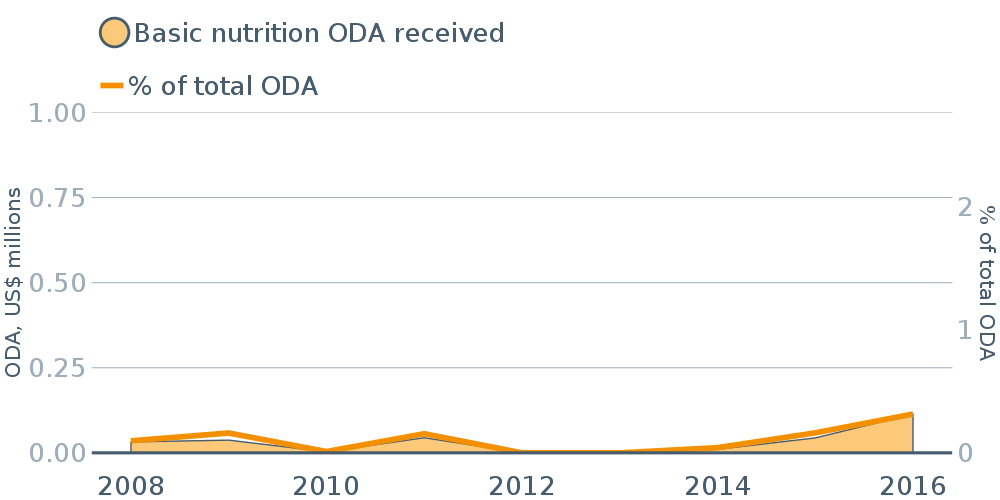 Basic nutrition ODA received
% of total ODA
1.00
0.75
0.50
0.25
0.00
ODA, US$ millions
2
1
0
% of total ODA
2008 2010 2012 2014 2016